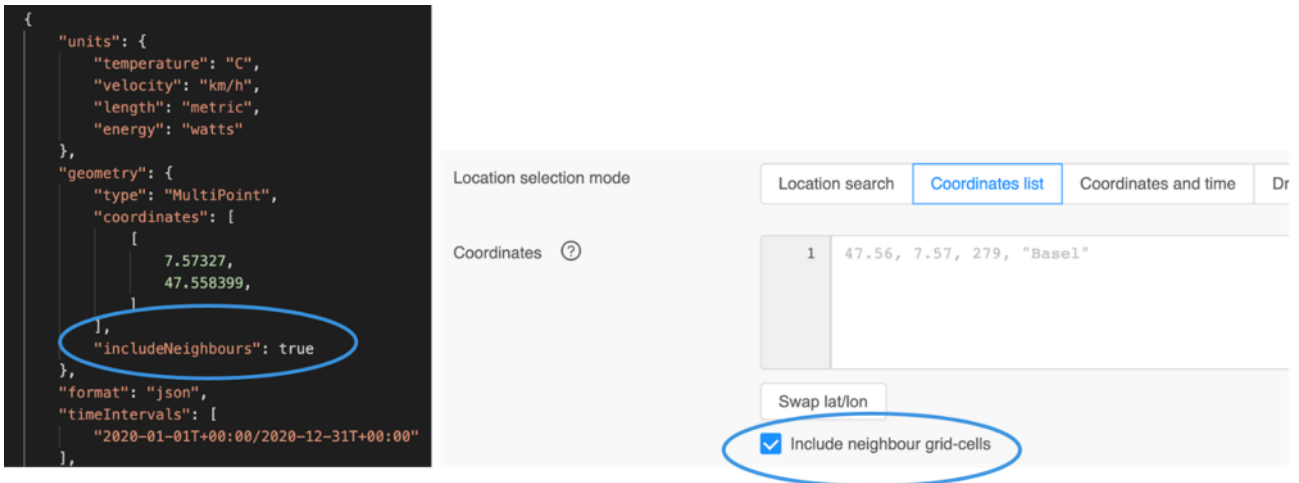 {
"units": {
"temperature": "C",
"velocity": "km/h",
"length": "metric",
"energy": "watts"
},
"geometry": {
"type": "MultiPoint",
"coordinates": [
[
7.57327,
47.558399,
]
],
"includeNeighbours": true
},
"format": "json",
"timeIntervals": [
"2020-01-01T+00:00/2020-12-31T+00:00"
],
Location selection mode
Location search
Coordinates list
Coordinates and time
Dr
Coordinates ?
1 47.56, 7.57, 279, "Basel"
Swap lat/lon
Include neighbour grid-cells